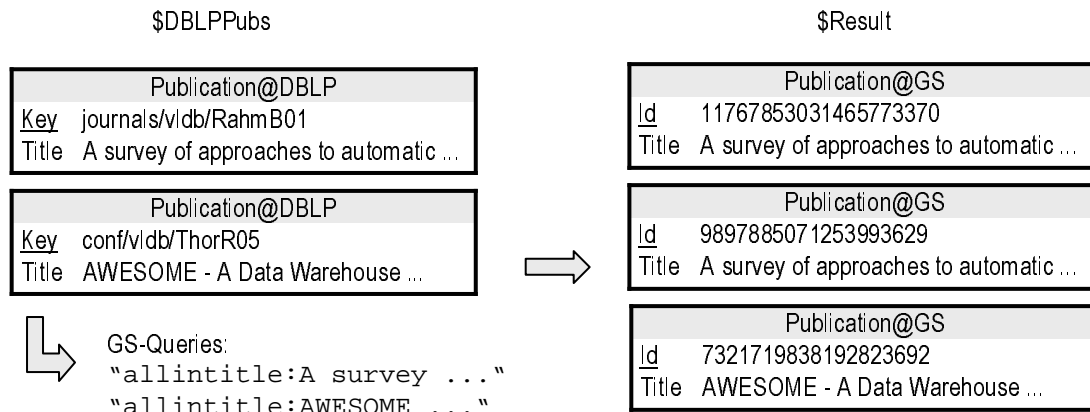 $DBLPPubs
Publication@DBLP
Key journals/vldb/RahmB01
Title A survey of approaches to automatic ...
Publication@DBLP
Key conf/vldb/ThorR05
Title AWESOME - A Data Warehouse ...
GS-Queries:
"allintitle:A survey ..."
"allintitle:AWESOME ..."
$Result
Publication@GS
Id 11767853031465773370
Title A survey of approaches to automatic ...
Publication@GS
Id 9897885071253993629
Title A survey of approaches to automatic ...
Publication@GS
Id 7321719838192823692
Title AWESOME - A Data Warehouse ...